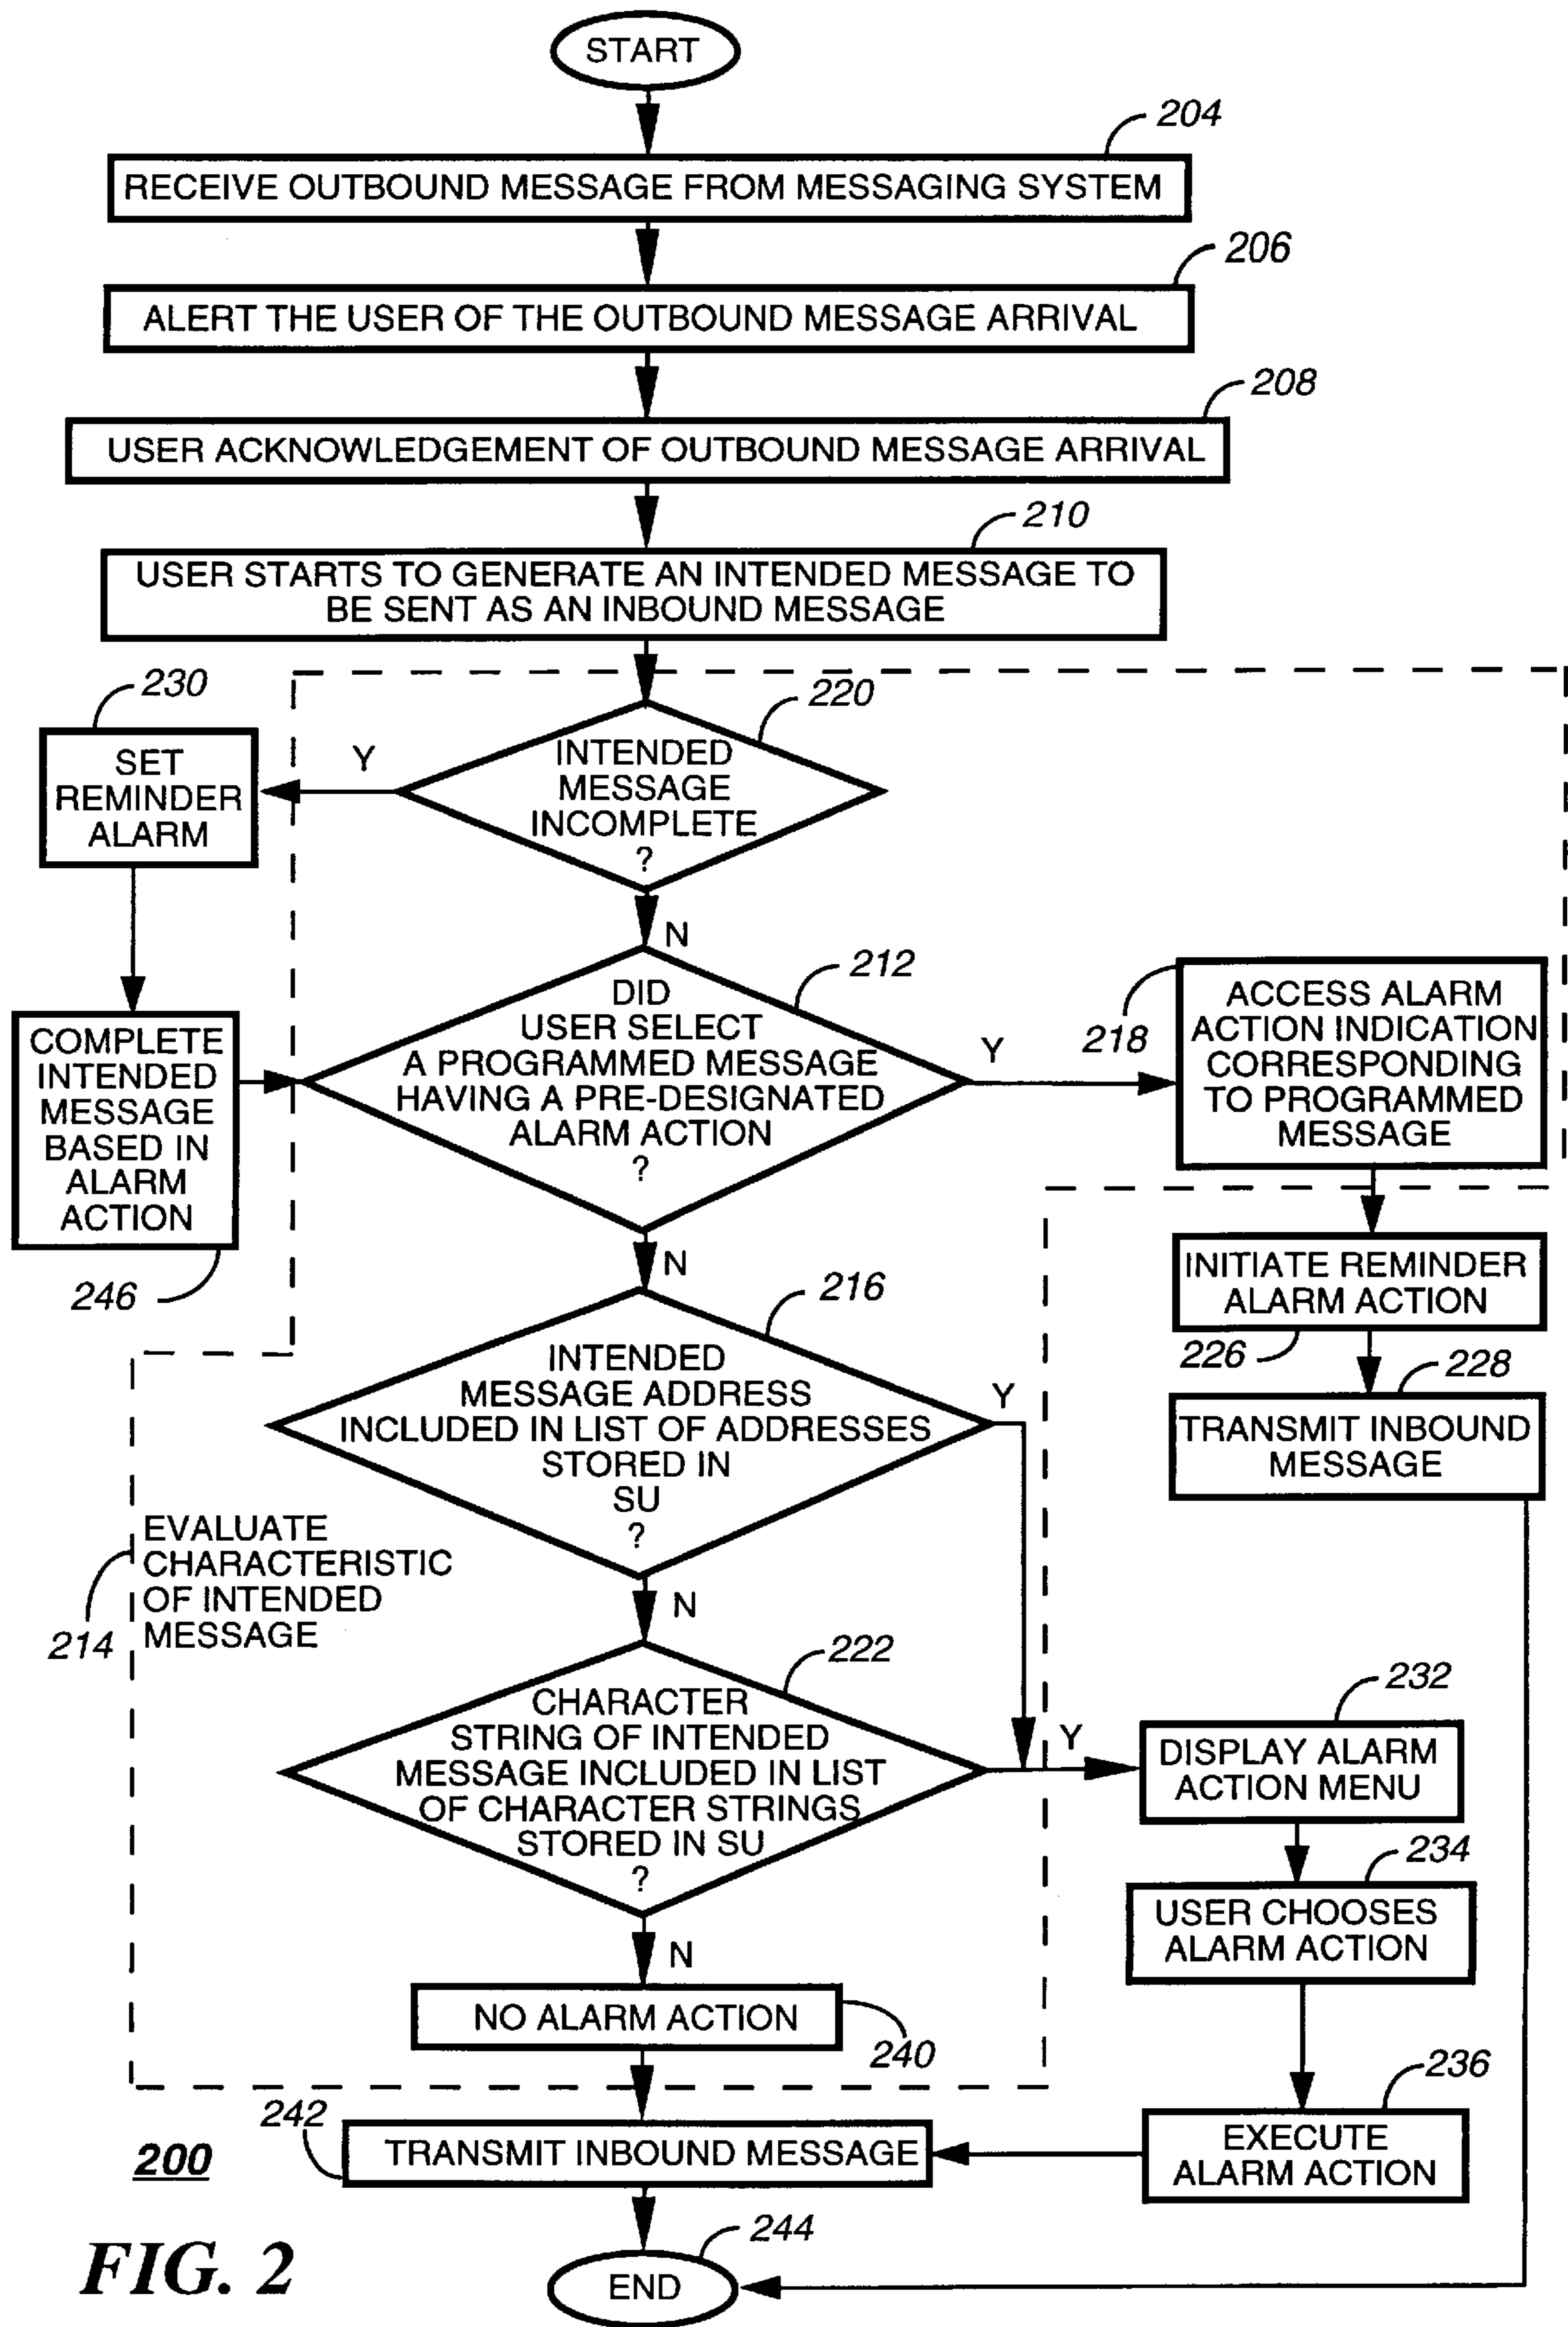 START
204
RECEIVE OUTBOUND MESSAGE FROM MESSAGING SYSTEM
206
ALERT THE USER OF THE OUTBOUND MESSAGE ARRIVAL
208
USER ACKNOWLEDGEMENT OF OUTBOUND MESSAGE ARRIVAL
210
USER STARTS TO GENERATE AN INTENDED MESSAGE TO
BE SENT AS AN INBOUND MESSAGE
230
SET
REMINDER
ALARM
Y
220
INTENDED
MESSAGE
INCOMPLETE
?
N
COMPLETE
INTENDED
MESSAGE
BASED IN
ALARM
ACTION
246
212
DID
USER SELECT
A PROGRAMMED MESSAGE
HAVING A PRE-DESIGNATED
ALARM ACTION
?
Y
218
ACCESS ALARM
ACTION INDICATION
CORRESPONDING
TO PROGRAMMED
MESSAGE
N
INITIATE REMINDER
ALARM ACTION
226
228
TRANSMIT INBOUND
MESSAGE
216
INTENDED
MESSAGE ADDRESS
INCLUDED IN LIST OF ADDRESSES
STORED IN
SU
?
Y
EVALUATE
CHARACTERISTIC
OF INTENDED
MESSAGE
214
N
222
CHARACTER
STRING OF INTENDED
MESSAGE INCLUDED IN LIST
OF CHARACTER STRINGS
STORED IN SU
?
Y
232
DISPLAY ALARM
ACTION MENU
234
USER CHOOSES
ALARM ACTION
N
NO ALARM ACTION
240
236
EXECUTE
ALARM ACTION
242
TRANSMIT INBOUND MESSAGE
200
244
END
FIG. 2